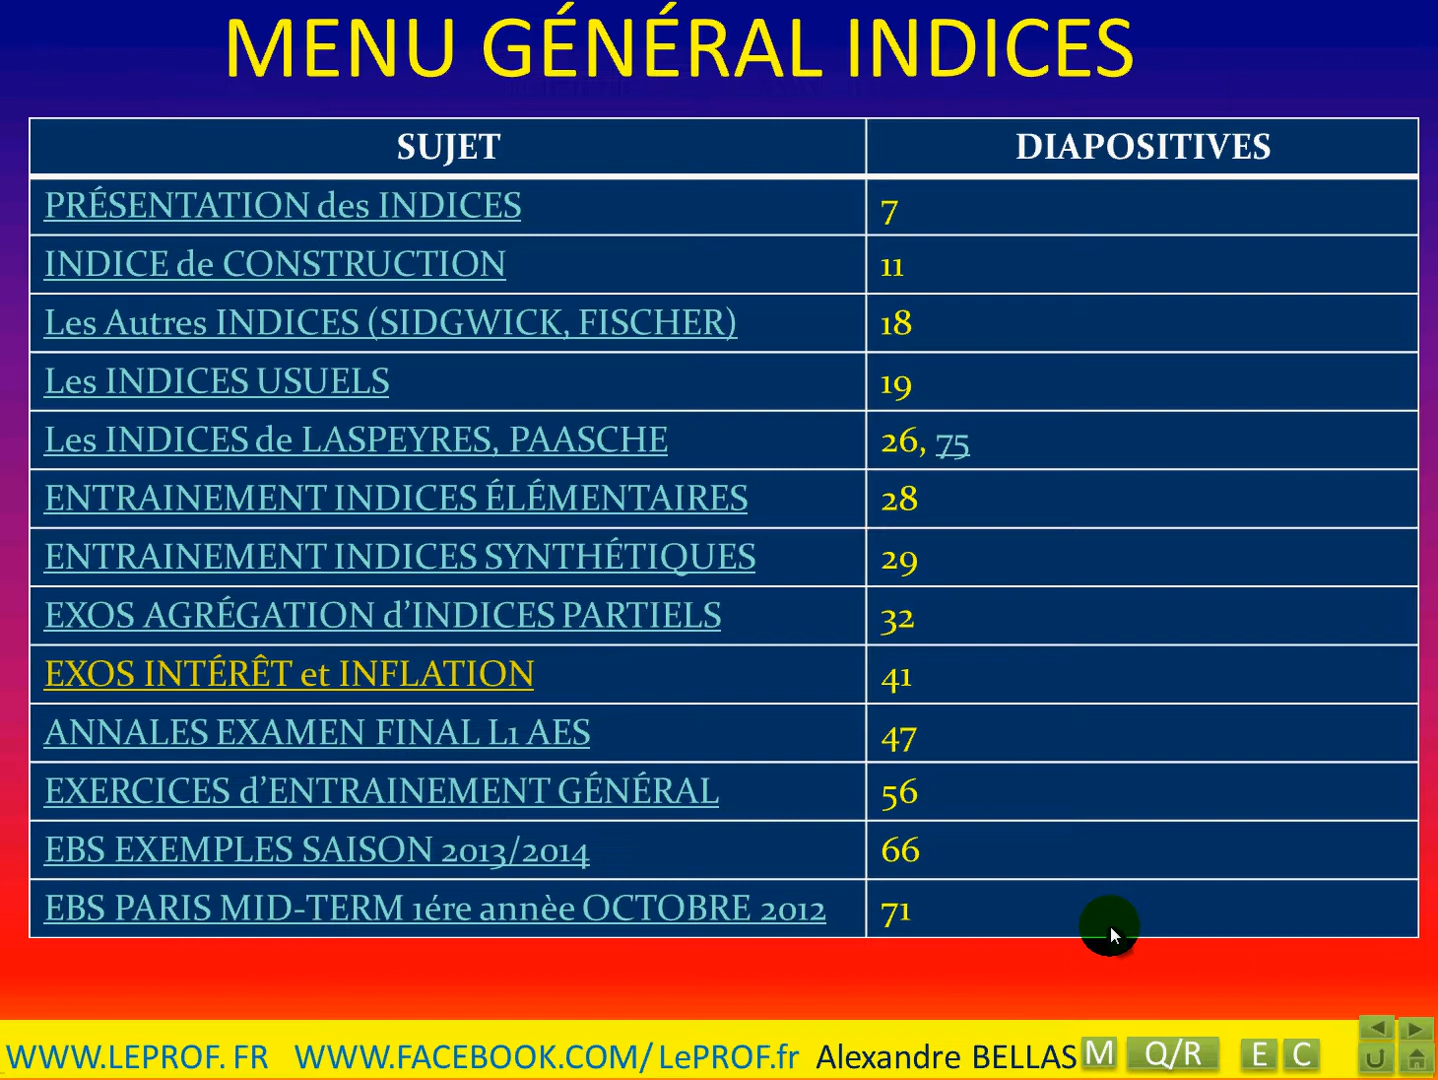 MENU GÉNÉRAL INDICES
SUJET DIAPOSITIVES
PRÉSENTATION des INDICES 7
INDICE de CONSTRUCTION 11
Les Autres INDICES (SIDGWICK, FISCHER) 18
Les INDICES USUELS 19
Les INDICES de LASPEYRES, PAASCHE 26, 75
ENTRAINEMENT INDICES ÉLÉMENTAIRES 28
ENTRAINEMENT INDICES SYNTHÉTIQUES 29
EXOS AGRÉGATION d’INDICES PARTIELS 32
EXOS INTÉRÊT et INFLATION 41
ANNALES EXAMEN FINAL L1 AES 47
EXERCICES d’ENTRAINEMENT GÉNÉRAL 56
EBS EXEMPLES SAISON 2013/2014 66
EBS PARIS MID-TERM 1ére annèe OCTOBRE 2012 71
WWW.LEPROF. FR WWW.FACEBOOK.COM/ LePROF.fr Alexandre BELLAS M Q/R E C